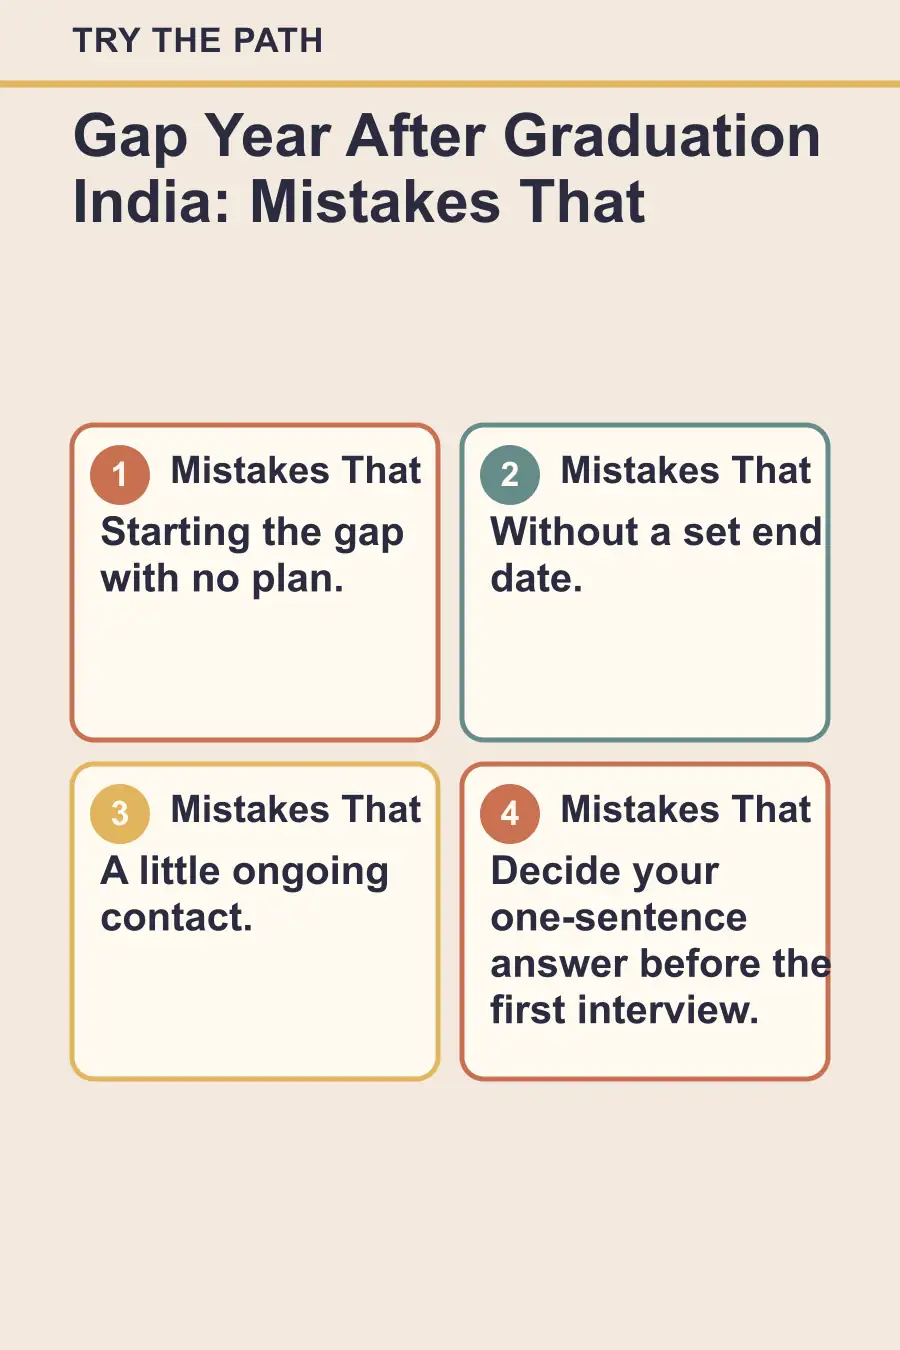 TRY THE PATH
Gap Year After Graduation
India: Mistakes That
1 Mistakes That
Starting the gap
with no plan.
2 Mistakes That
Without a set end
date.
3 Mistakes That
A little ongoing
contact.
4 Mistakes That
Decide your
one-sentence
answer before the
first interview.